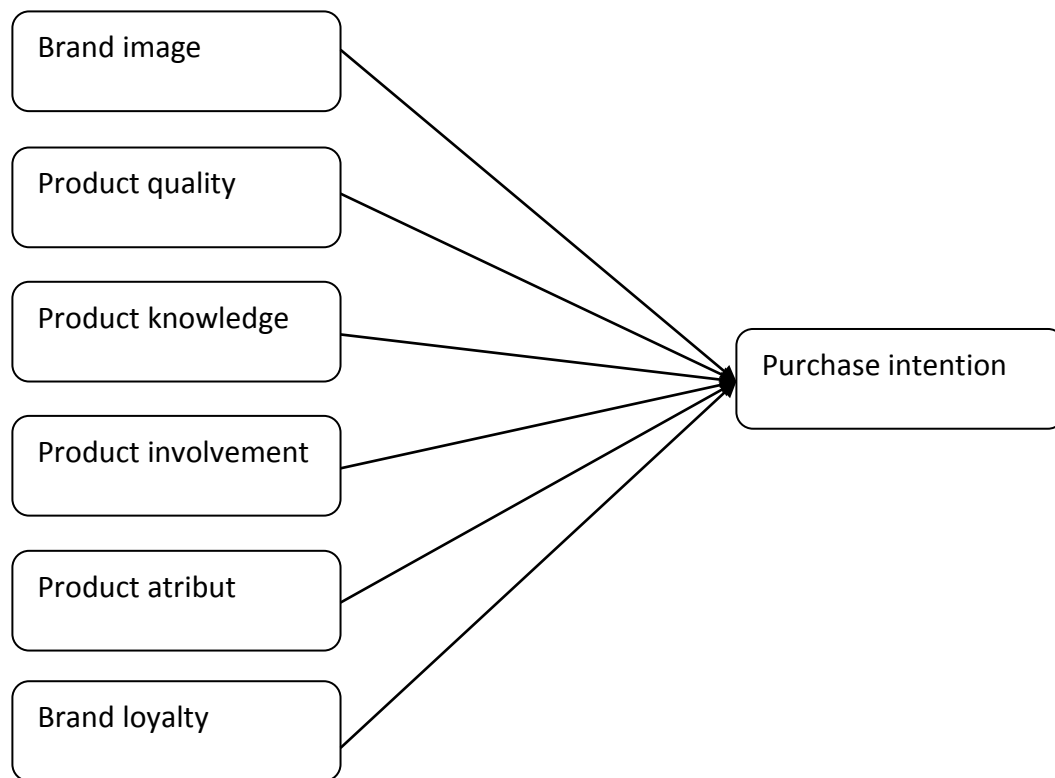 Brand image
Product quality
Product knowledge
Product involvement
Product atribut
Brand loyalty
Purchase intention